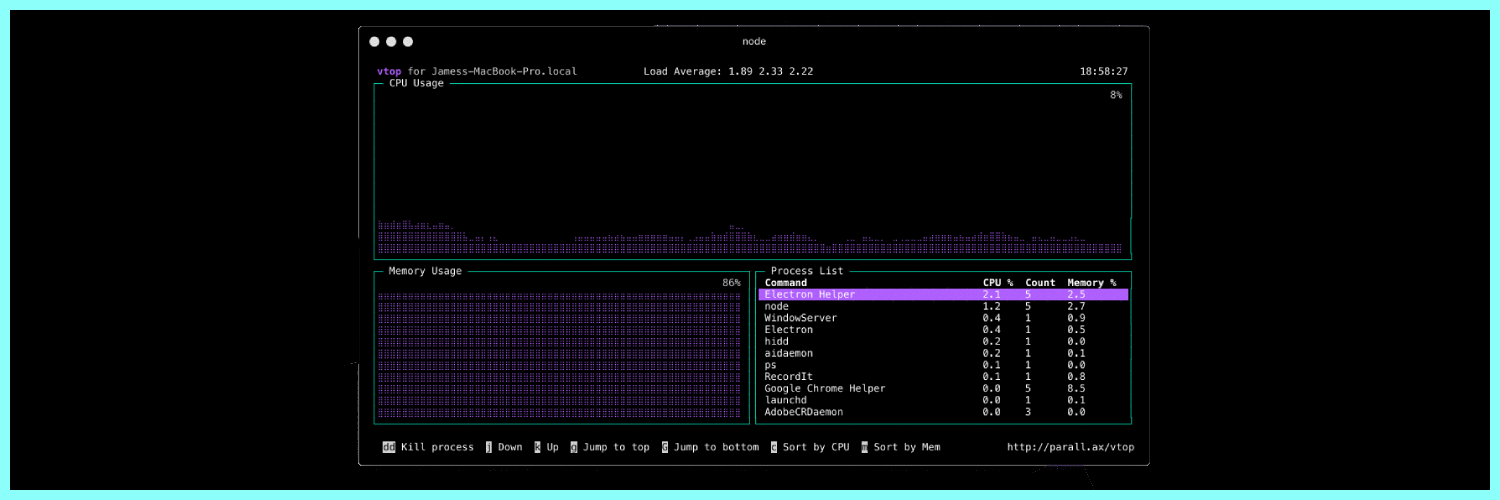 node
vtop for Jamess-MacBook-Pro.local Load Average: 1.89 2.33 2.22 18:58:27
CPU Usage
8%
Memory Usage
86%
Process List
Command CPU % Count Memory %
Electron Helper 2.1 5 2.5
node 1.2 5 2.7
WindowServer 0.4 1 0.9
Electron 0.4 1 0.5
hidd 0.2 1 0.0
aidaemon 0.2 1 0.1
ps 0.1 1 0.0
RecordIt 0.1 1 0.8
Google Chrome Helper 0.0 5 8.5
launchd 0.0 1 0.1
AdobeCRDaemon 0.0 3 0.0
dd Kill process j Down k Up g Jump to top G Jump to bottom c Sort by CPU m Sort by Mem http://parall.ax/vtop